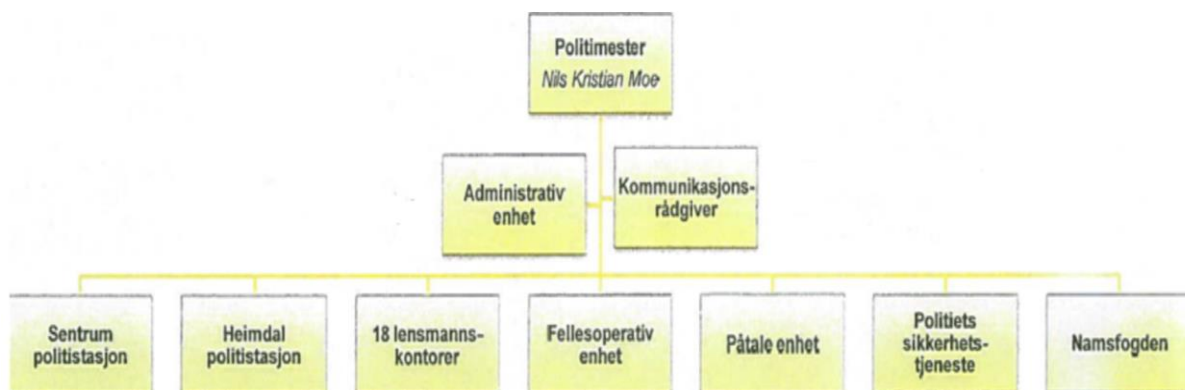 Politimester
Nils Kristian Moe
Administrativ
enhet
Kommunikasjons-
rådgiver
Sentrum
politistasjon
Heimdal
politistasjon
18 lensmanns-
kontorer
Fellesoperativ
enhet
Påtale enhet
Politiets
sikkerhets-
tjeneste
Namsfogden